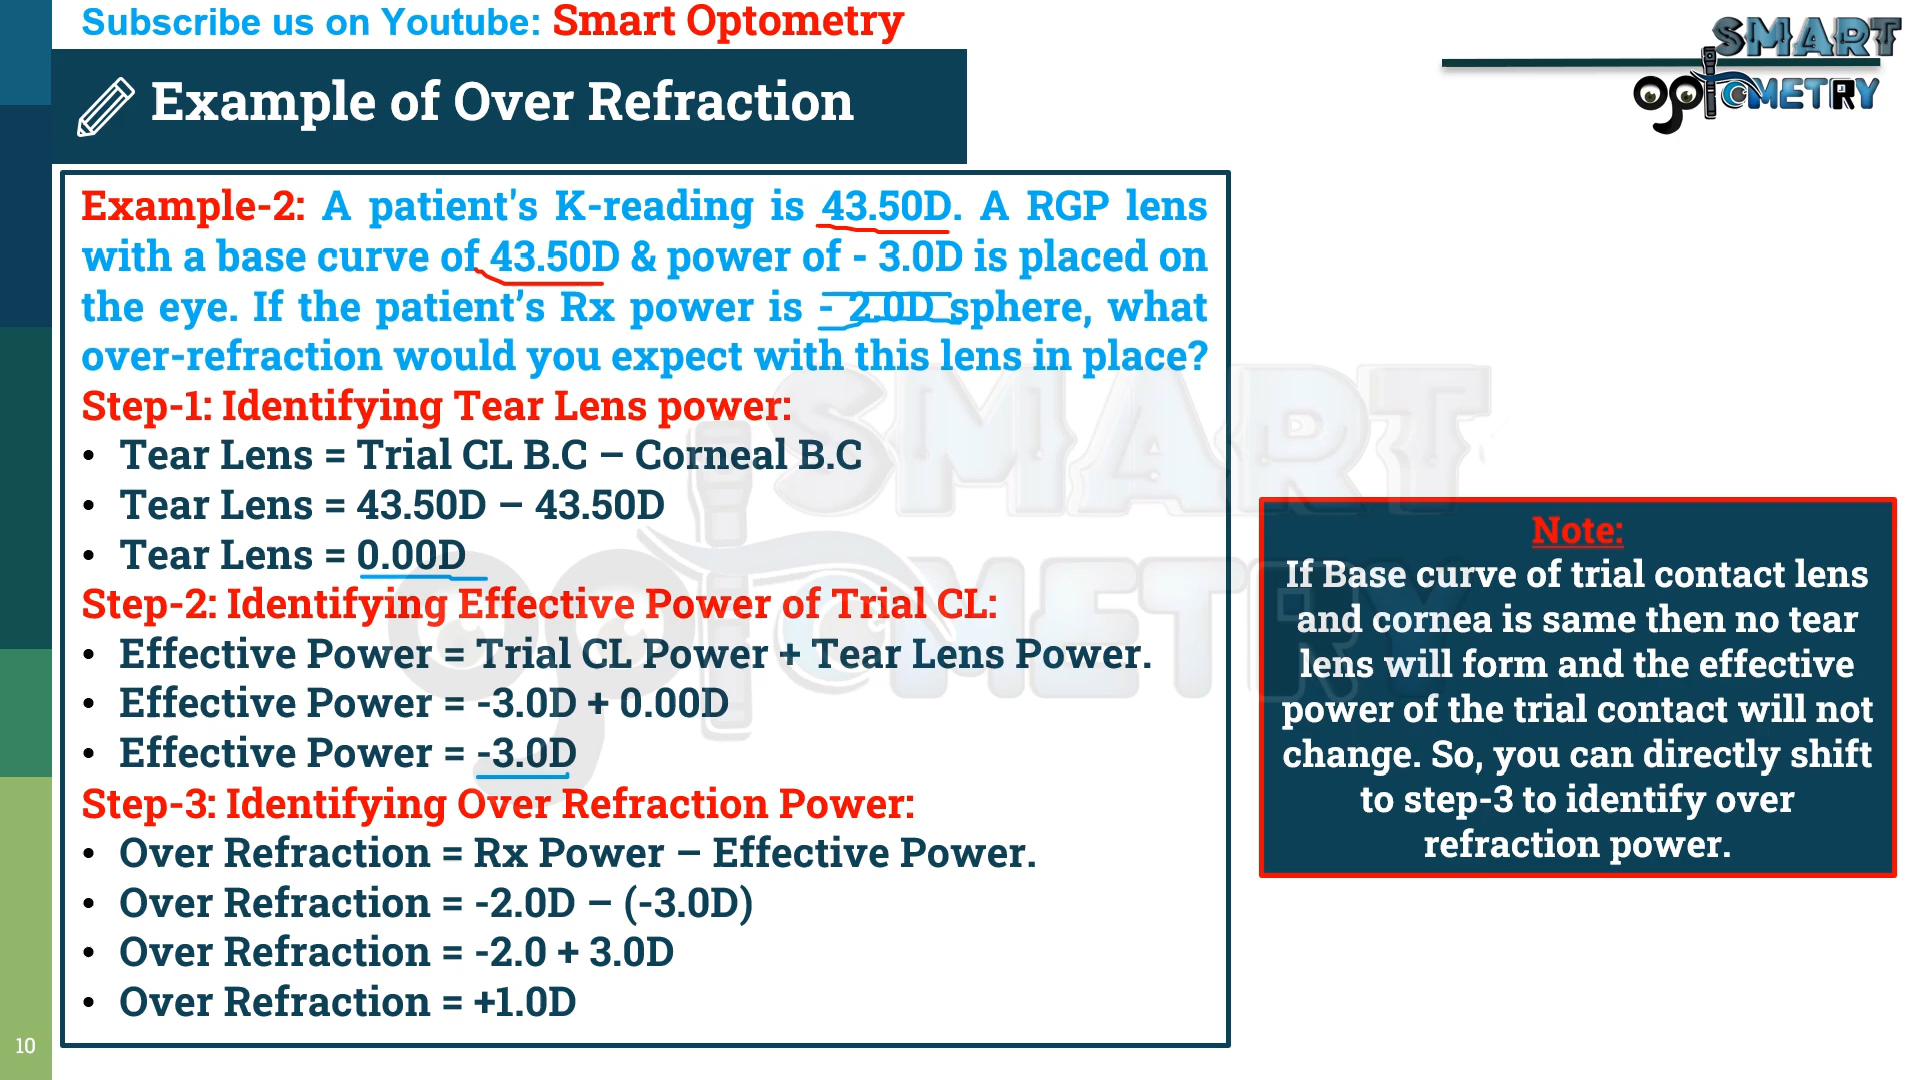 Subscribe us on Youtube: Smart Optometry
SMART
OptOMETRY
Example of Over Refraction
Example-2: A patient's K-reading is 43.50D. A RGP lens
with a base curve of 43.50D & power of - 3.0D is placed on
the eye. If the patient’s Rx power is - 2.0D sphere, what
over-refraction would you expect with this lens in place?
Step-1: Identifying Tear Lens power:
• Tear Lens = Trial CL B.C – Corneal B.C
• Tear Lens = 43.50D – 43.50D
• Tear Lens = 0.00D
Step-2: Identifying Effective Power of Trial CL:
• Effective Power = Trial CL Power + Tear Lens Power.
• Effective Power = -3.0D + 0.00D
• Effective Power = -3.0D
Step-3: Identifying Over Refraction Power:
• Over Refraction = Rx Power – Effective Power.
• Over Refraction = -2.0D – (-3.0D)
• Over Refraction = -2.0 + 3.0D
• Over Refraction = +1.0D
Note:
If Base curve of trial contact lens
and cornea is same then no tear
lens will form and the effective
power of the trial contact will not
change. So, you can directly shift
to step-3 to identify over
refraction power.
SMART
OptOMETRY
10